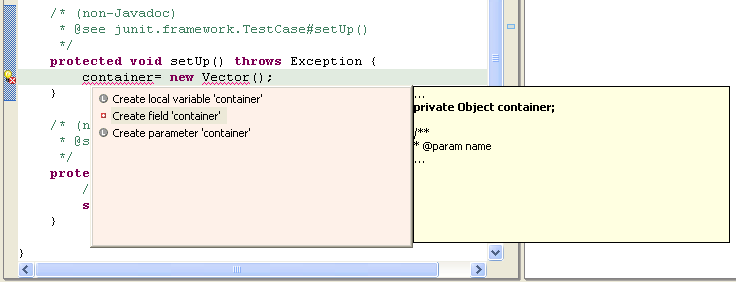 /* (non-Javadoc)
* @see junit.framework.TestCase#setUp()
*/
protected void setUp() throws Exception {
container= new Vector();
}
/* (n
* @s
*/
prote
/
s
}
}
Create local variable 'container'
Create field 'container'
Create parameter 'container'
...
private Object container;
/**
* @param name
...